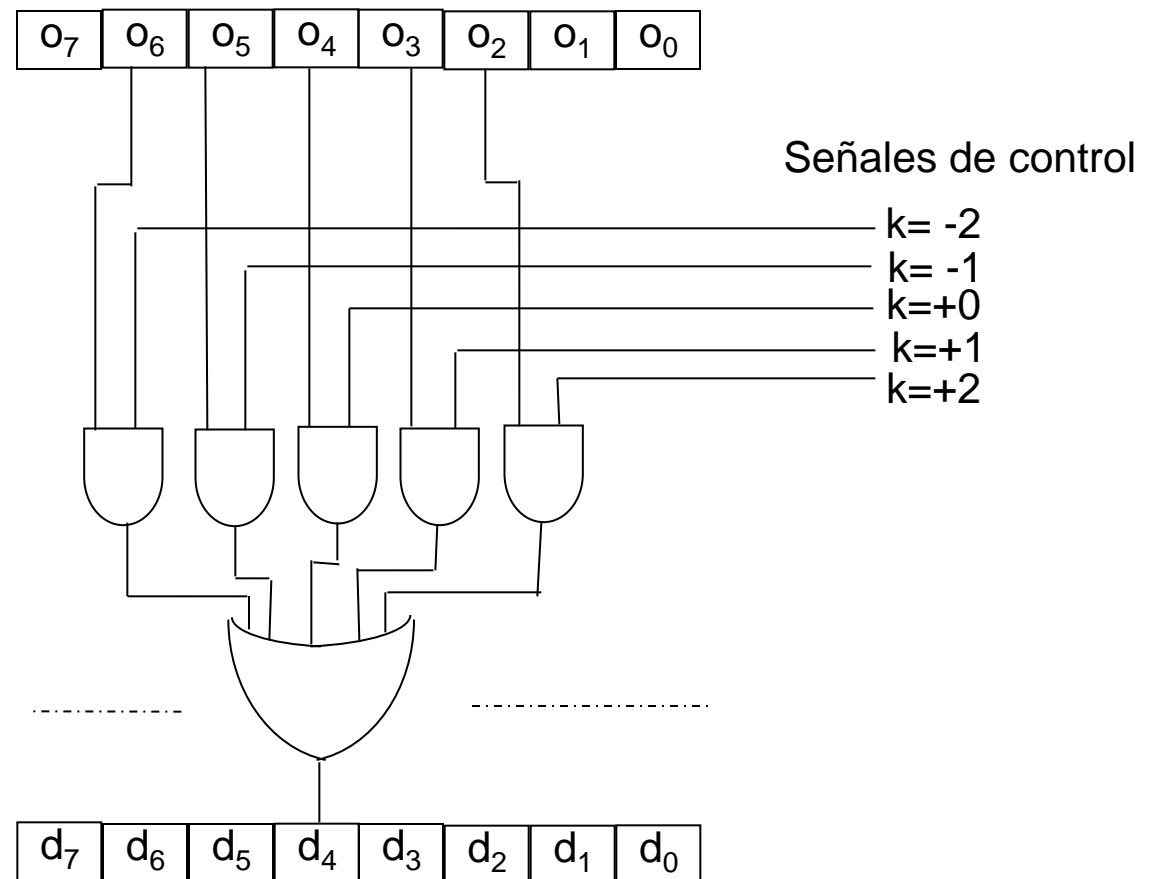 o₇ o₆ o₅ o₄ o₃ o₂ o₁ o₀
Señales de control
k= -2
k= -1
k=+0
k=+1
k=+2
d₇ d₆ d₅ d₄ d₃ d₂ d₁ d₀